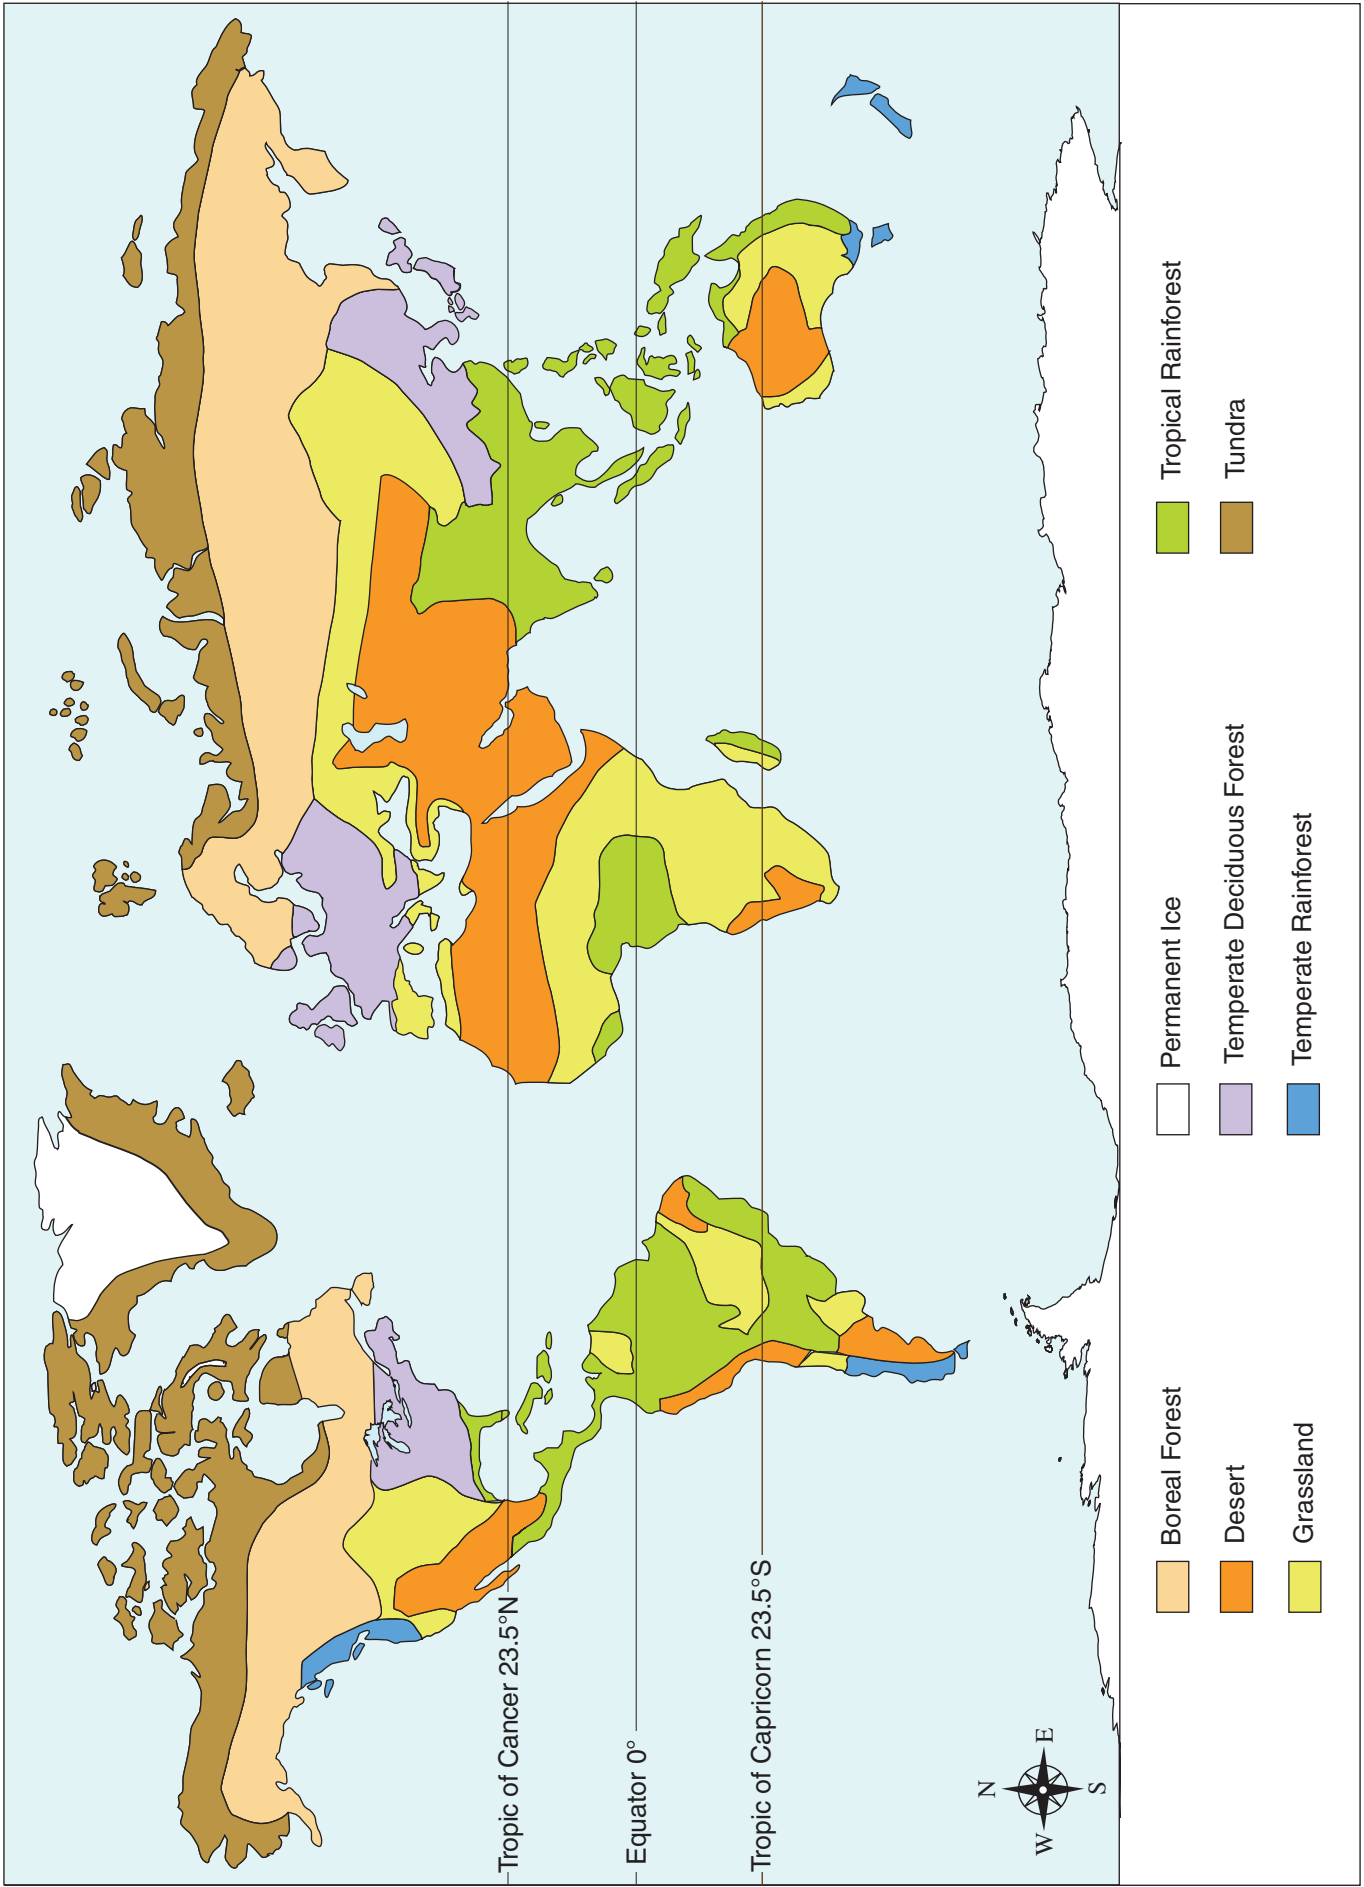 Tropic of Cancer 23.5°N
Equator 0°
Tropic of Capricorn 23.5°S
N
W
E
S
Boreal Forest
Permanent Ice
Tropical Rainforest
Desert
Temperate Deciduous Forest
Tundra
Grassland
Temperate Rainforest